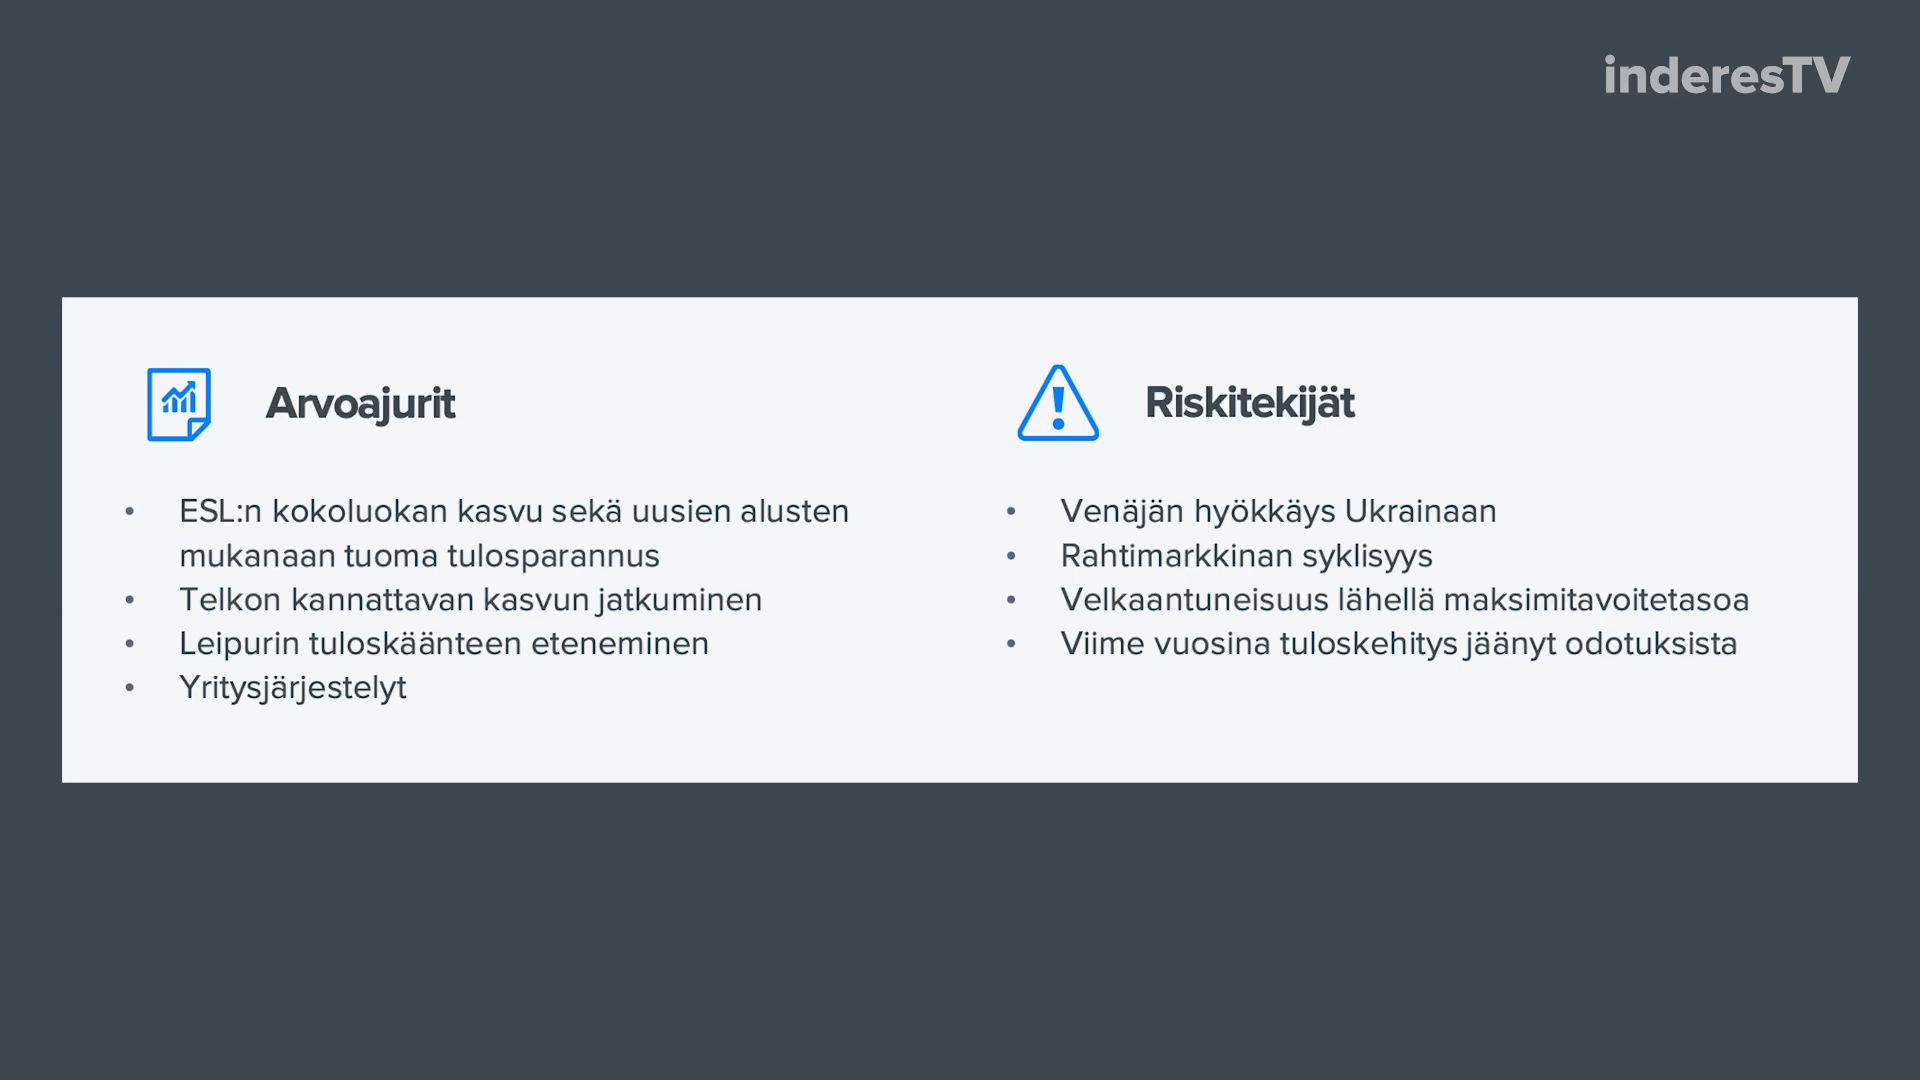 inderesTV
Arvoajurit
• ESL:n kokoluokan kasvu sekä uusien alusten
mukanaan tuoma tulosparannus
• Telkon kannattavan kasvun jatkuminen
• Leipurin tuloskäänteen eteneminen
• Yritysjärjestelyt
Riskitekijät
• Venäjän hyökkäys Ukrainaan
• Rahtimarkkinan syklisyys
• Velkaantuneisuus lähellä maksimitavoitetasoa
• Viime vuosina tuloskehitys jäänyt odotuksista